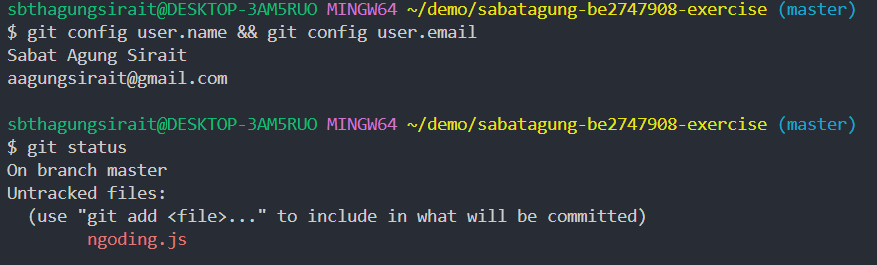 sbthagungsirait@DESKTOP-3AM5RUO MINGW64 ~/demo/sabatagung-be2747908-exercise (master)
$ git config user.name && git config user.email
Sabat Agung Sirait
aagungsirait@gmail.com
sbthagungsirait@DESKTOP-3AM5RUO MINGW64 ~/demo/sabatagung-be2747908-exercise (master)
$ git status
On branch master
Untracked files:
(use "git add <file>..." to include in what will be committed)
ngoding.js